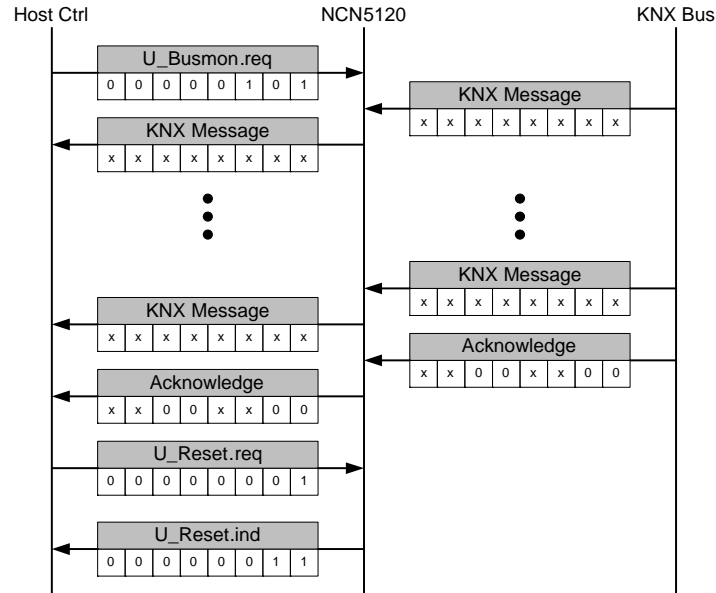 Host Ctrl NCN5120 KNX Bus
U_Busmon.req
0 0 0 0 0 1 0 1
KNX Message
x x x x x x x x
KNX Message
x x x x x x x x
KNX Message
x x x x x x x x
KNX Message
x x x x x x x x
Acknowledge
x x 0 0 x x 0 0
Acknowledge
x x 0 0 x x 0 0
U_Reset.req
0 0 0 0 0 0 0 1
U_Reset.ind
0 0 0 0 0 0 1 1